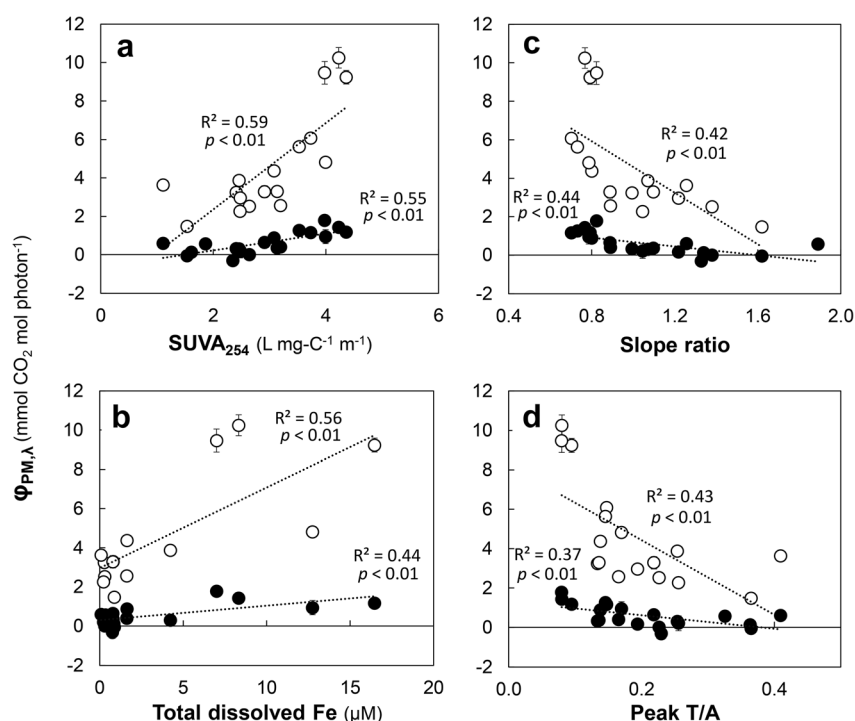 a
R² = 0.59
p < 0.01
R² = 0.55
p < 0.01
12
10
8
6
4
2
0
-2
0 2 4 6
SUVA₂₅₄ (L mg-C⁻¹ m⁻¹)
c
R² = 0.42
p < 0.01
R² = 0.44
p < 0.01
12
10
8
6
4
2
0
-2
0.4 0.8 1.2 1.6 2.0
Slope ratio
φPM,λ (mmol CO₂ mol photon⁻¹)
b
R² = 0.56
p < 0.01
R² = 0.44
p < 0.01
12
10
8
6
4
2
0
-2
0 5 10 15 20
Total dissolved Fe (µM)
d
R² = 0.43
p < 0.01
R² = 0.37
p < 0.01
12
10
8
6
4
2
0
-2
0.0 0.2 0.4
Peak T/A